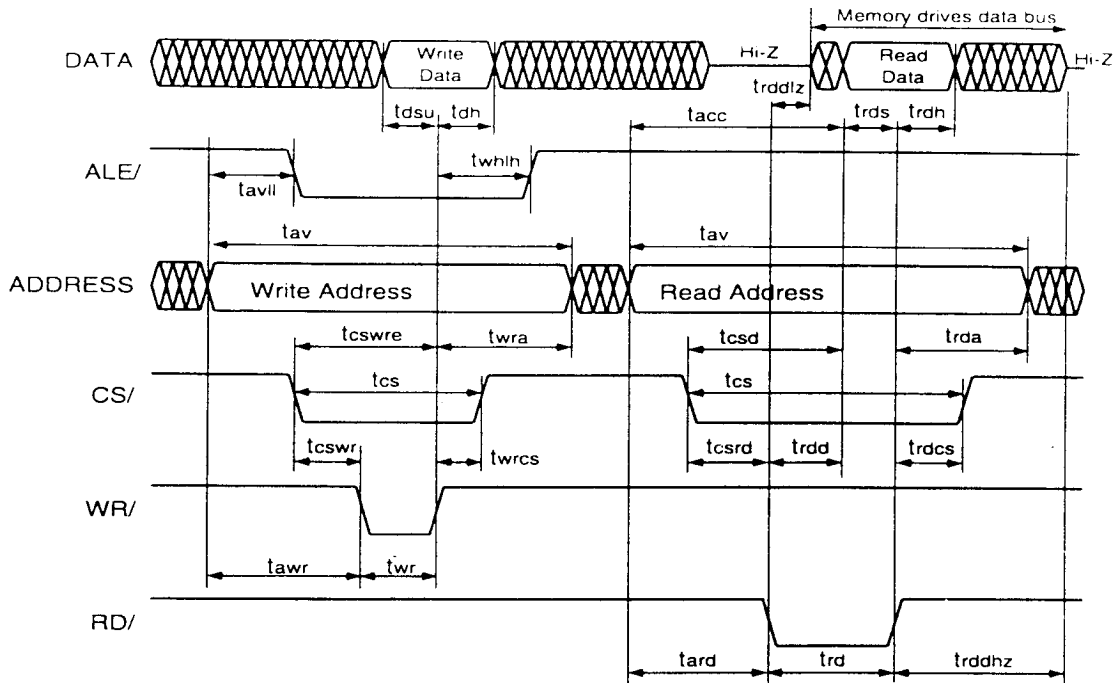 Memory drives data bus
DATA
Write
Data
Hi-Z
Read
Data
Hi-Z
trddlz
tdsu
tdh
tacc
trds
trdh
ALE/
tavll
twhlh
tav
tav
ADDRESS
Write Address
Read Address
tcswre
twra
tcsd
trda
CS/
tcs
tcs
tcswr
twrcs
tcsrd
trdd
trdcs
WR/
tawr
twr
RD/
tard
trd
trddhz